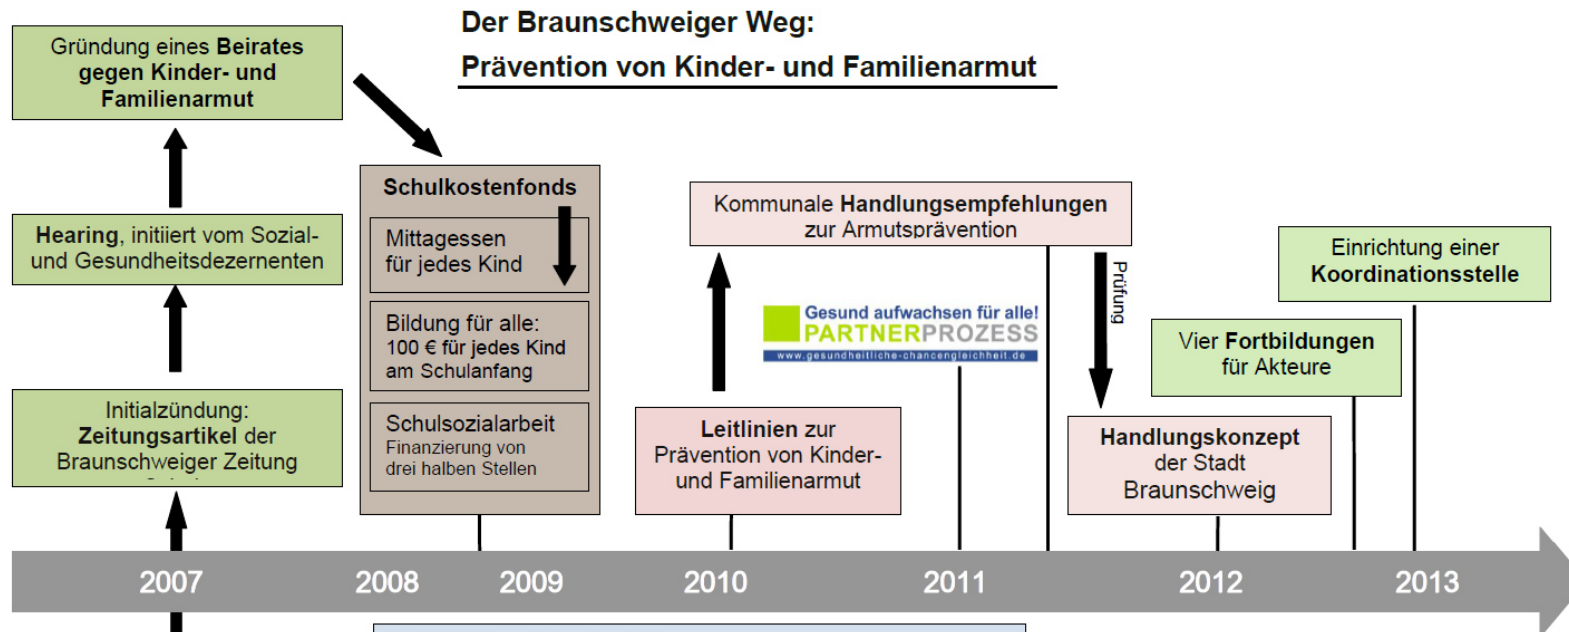 Der Braunschweiger Weg:
Prävention von Kinder- und Familienarmut
Gründung eines Beirates
gegen Kinder- und
Familienarmut
Hearing, initiiert vom Sozial-
und Gesundheitsdezernenten
Initialzündung:
Zeitungsartikel der
Braunschweiger Zeitung
Schulkostenfonds
Mittagessen
für jedes Kind
Bildung für alle:
100 € für jedes Kind
am Schulanfang
Schulsozialarbeit
Finanzierung von
drei halben Stellen
Kommunale Handlungsempfehlungen
zur Armutsprävention
Gesund aufwachsen für alle!
PARTNERPROZESS
www.gesundheitliche-chancengleichheit.de
Leitlinien zur
Prävention von Kinder-
und Familienarmut
Prüfung
Handlungskonzept
der Stadt
Braunschweig
Vier Fortbildungen
für Akteure
Einrichtung einer
Koordinationsstelle
2007 2008 2009 2010 2011 2012 2013